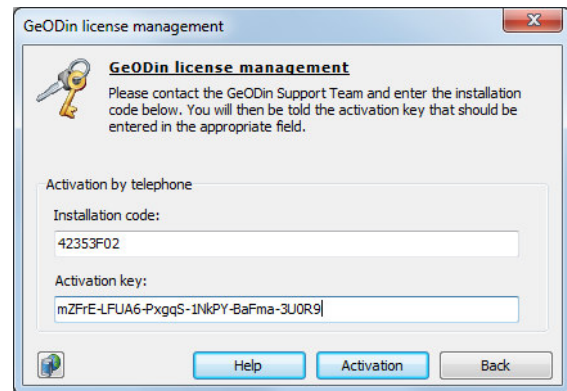 GeODin license management
GeODin license management
Please contact the GeODin Support Team and enter the installation
code below. You will then be told the activation key that should be
entered in the appropriate field.
Activation by telephone
Installation code:
42353F02
Activation key:
mZFrE-LFUA6-PxgqS-1NkPY-BaFma-3U0R9
Help Activation Back